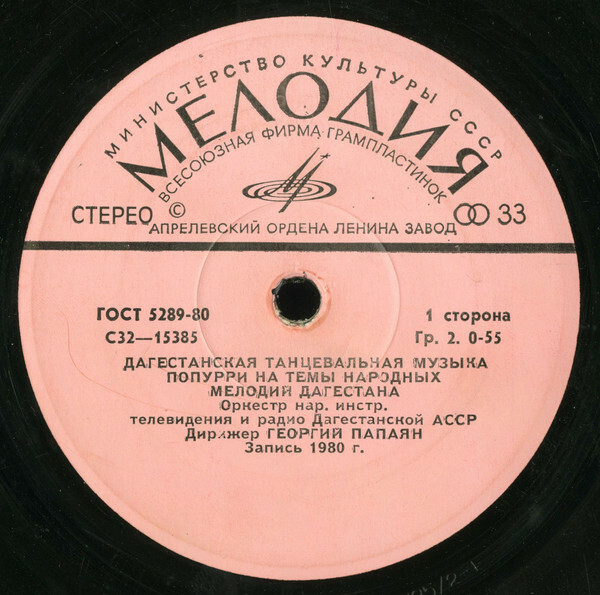 МИНИСТЕРСТВО КУЛЬТУРЫ СССР
МЕЛОДИЯ
ВСЕСОЮЗНАЯ ФИРМА ГРАМПЛАСТИНОК
СТЕРЕО © 33
АПРЕЛЕВСКИЙ ОРДЕНА ЛЕНИНА ЗАВОД
ГОСТ 5289-80 1 сторона
С32—15385 Гр. 2. 0-55
ДАГЕСТАНСКАЯ ТАНЦЕВАЛЬНАЯ МУЗЫКА
ПОПУРРИ НА ТЕМЫ НАРОДНЫХ
МЕЛОДИЙ ДАГЕСТАНА
Оркестр нар. инстр.
телевидения и радио Дагестанской АССР
Дирижер ГЕОРГИЙ ПАПАЯН
Запись 1980 г.